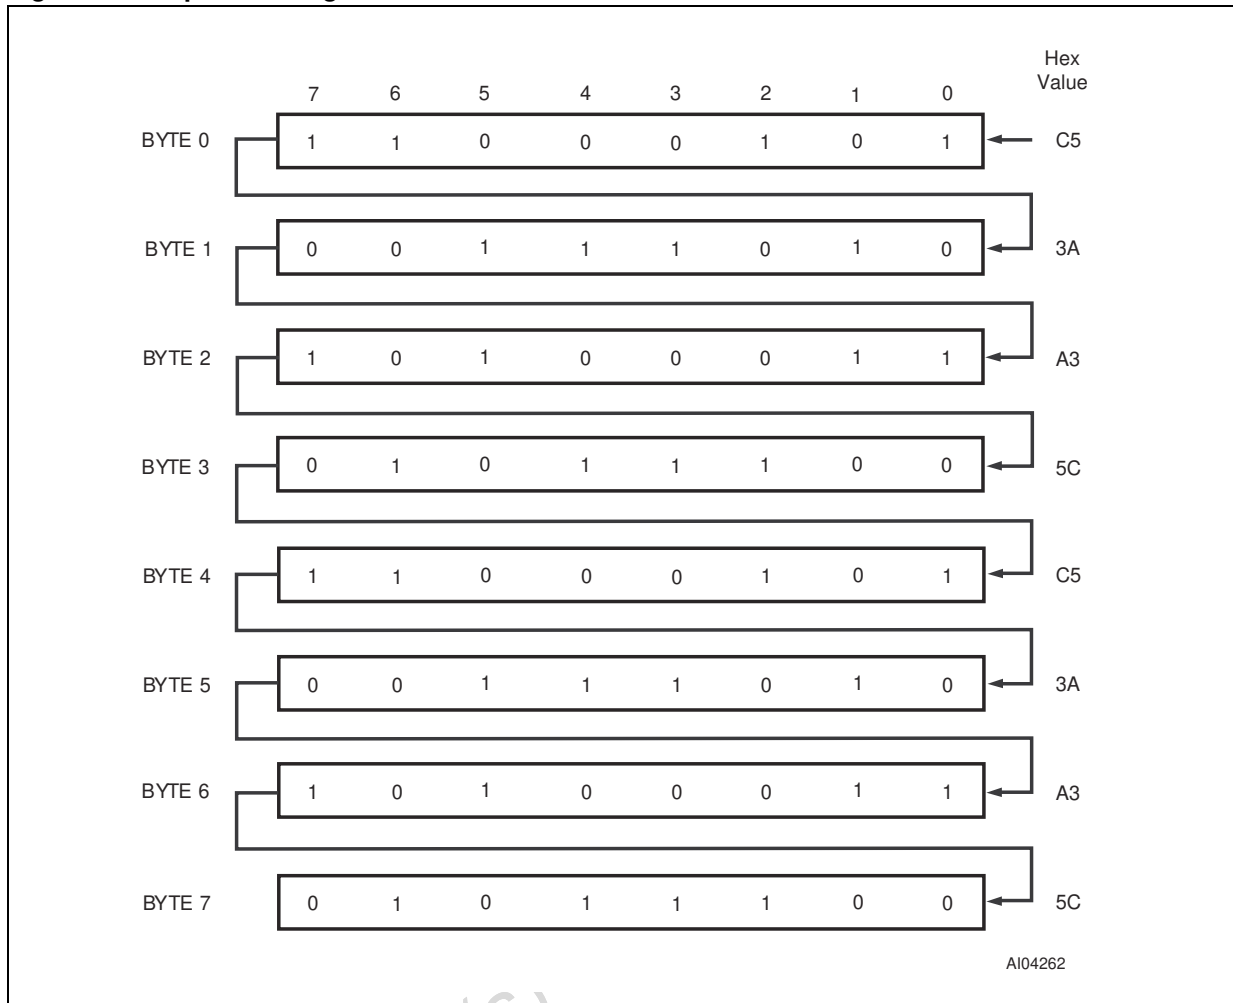 Hex
Value
7 6 5 4 3 2 1 0
BYTE 0 1 1 0 0 0 1 0 1 C5
BYTE 1 0 0 1 1 1 0 1 0 3A
BYTE 2 1 0 1 0 0 0 1 1 A3
BYTE 3 0 1 0 1 1 1 0 0 5C
BYTE 4 1 1 0 0 0 1 0 1 C5
BYTE 5 0 0 1 1 1 0 1 0 3A
BYTE 6 1 0 1 0 0 0 1 1 A3
BYTE 7 0 1 0 1 1 1 0 0 5C
AI04262